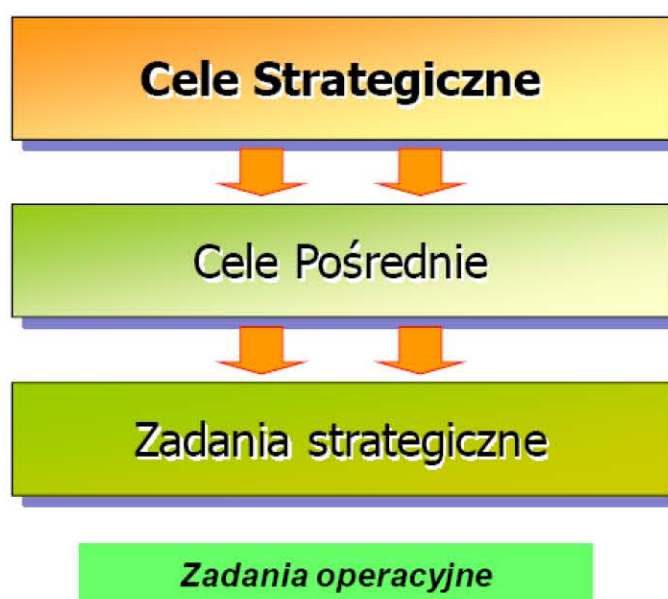 Cele Strategiczne
Cele Pośrednie
Zadania strategiczne
Zadania operacyjne